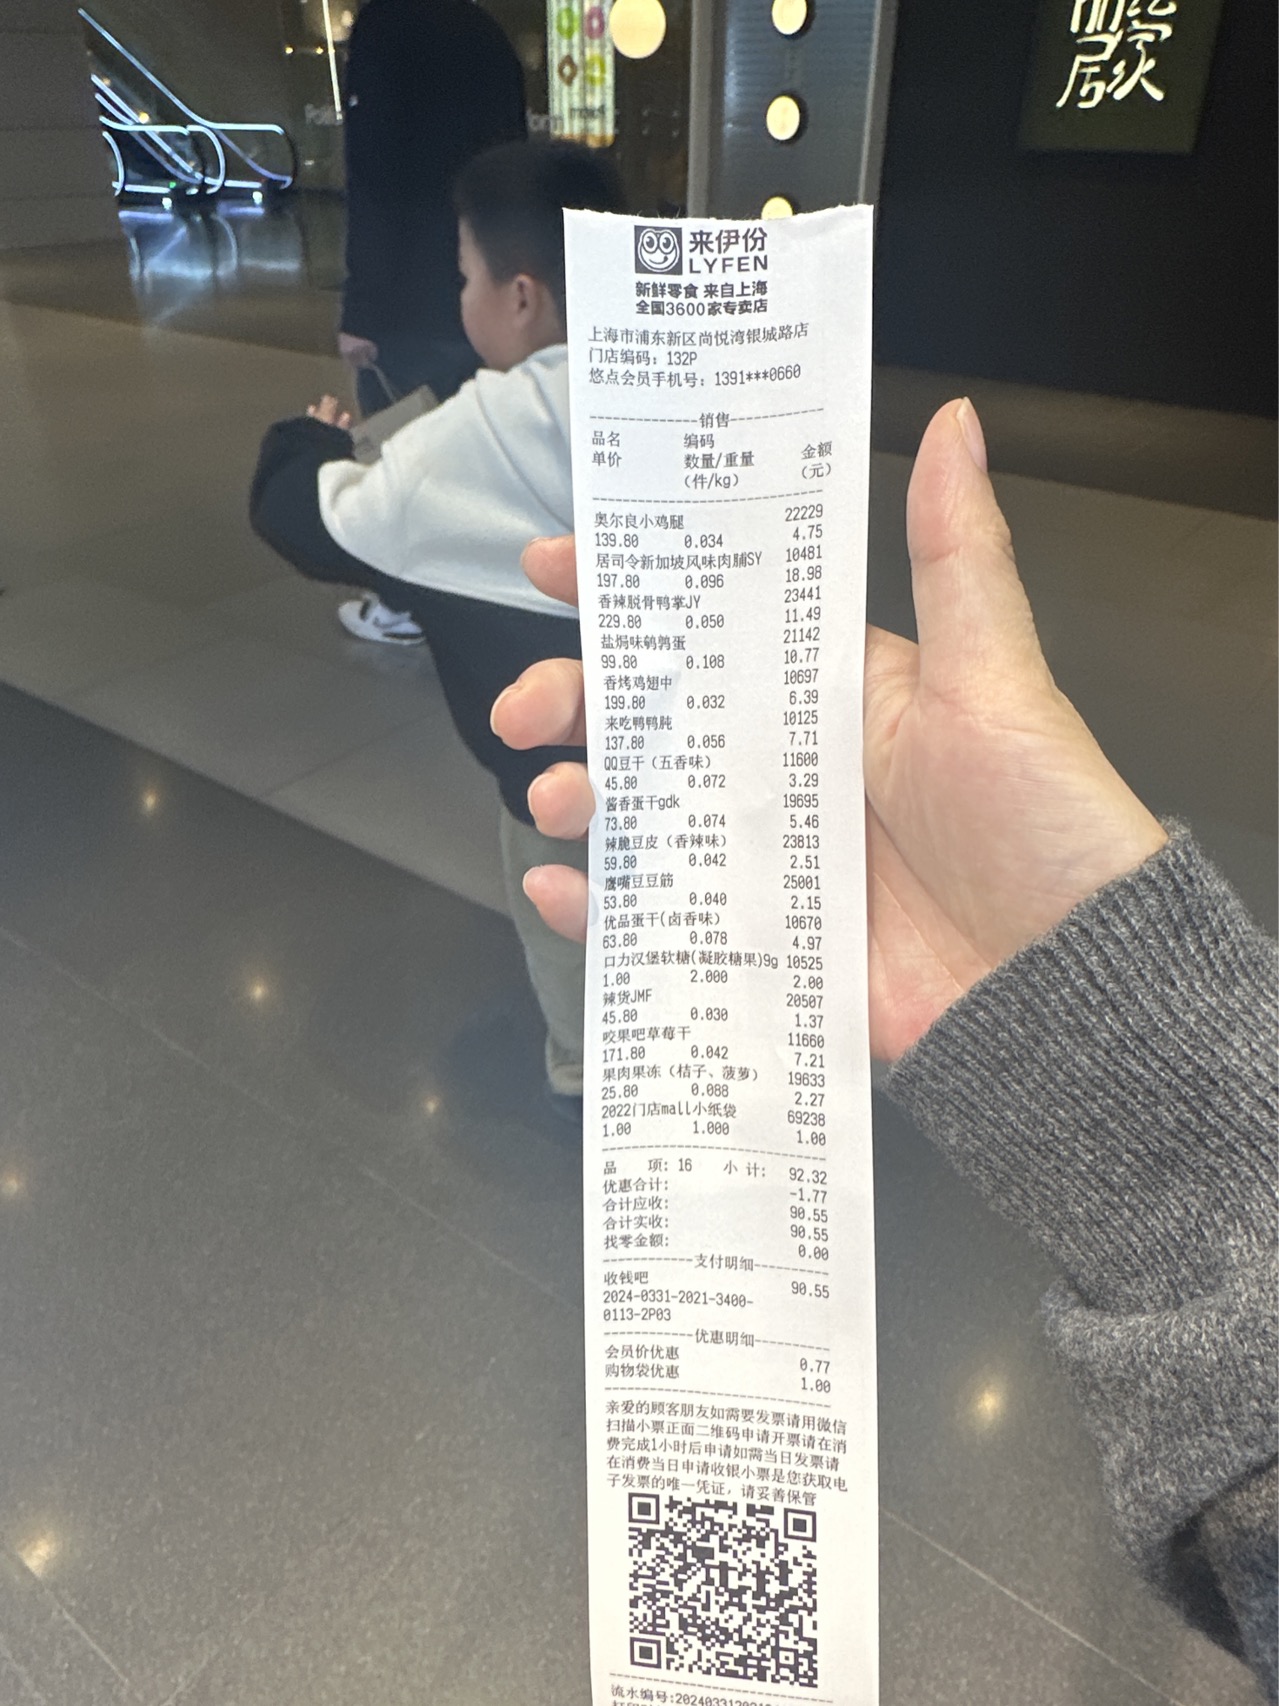 来伊份
LYFEN
新鲜零食 来自上海
全国3600家专卖店
上海市浦东新区尚悦湾银城路店
门店编码：132P
悠点会员手机号：1391***0660
------------销售------------
品名 编码
单价 数量/重量 金额
（件/kg） （元）
奥尔良小鸡腿 22229
139.80 0.034 4.75
居司令新加坡风味肉脯SY 10481
197.80 0.096 18.98
香辣脱骨鸭掌JY 23441
229.80 0.050 11.49
盐焗味鹌鹑蛋 21142
99.80 0.108 10.77
香烤鸡翅中 10697
199.80 0.032 6.39
来吃鸭鸭肫 10125
137.80 0.056 7.71
QQ豆干（五香味） 11600
45.80 0.072 3.29
酱香蛋干gdk 19695
73.80 0.074 5.46
辣脆豆皮（香辣味） 23813
59.80 0.042 2.51
鹰嘴豆豆筋 25001
53.80 0.040 2.15
优品蛋干(卤香味） 10670
63.80 0.078 4.97
口力汉堡软糖(凝胶糖果)9g 10525
1.00 2.000 2.00
辣货JMF 20507
45.80 0.030 1.37
咬果吧草莓干 11660
171.80 0.042 7.21
果肉果冻（桔子、菠萝） 19633
25.80 0.088 2.27
2022门店mall小纸袋 69238
1.00 1.000 1.00
品 项: 16 小 计: 92.32
优惠合计: -1.77
合计应收: 90.55
合计实收: 90.55
找零金额: 0.00
----------支付明细----------
收钱吧 90.55
2024-0331-2021-3400-
0113-2P03
----------优惠明细----------
会员价优惠 0.77
购物袋优惠 1.00
亲爱的顾客朋友如需要发票请用微信
扫描小票正面二维码申请开票请在消
费完成1小时后申请如需当日发票请
在消费当日申请收银小票是您获取电
子发票的唯一凭证，请妥善保管